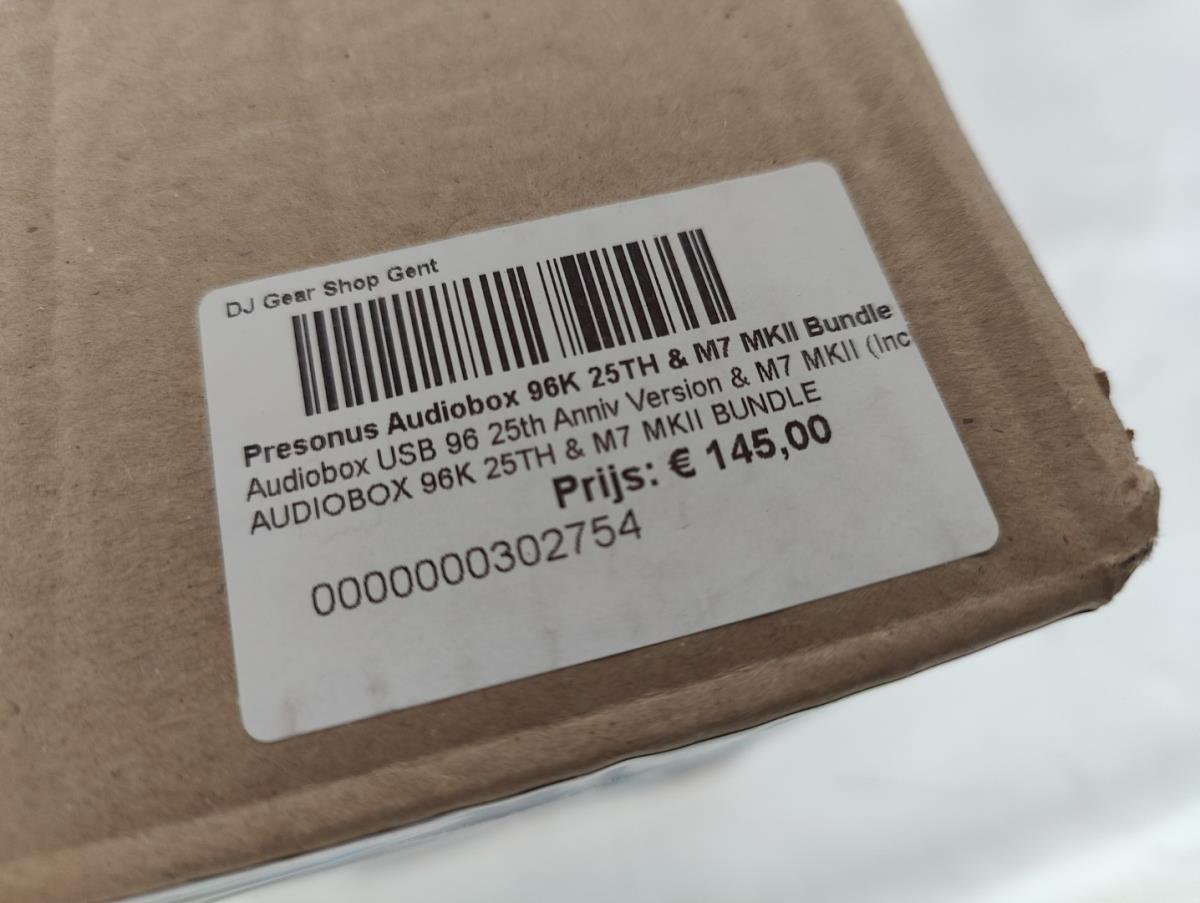 DJ Gear Shop Gent
Presonus Audiobox 96K 25TH & M7 MKII Bundle
Audiobox USB 96 25th Anniv Version & M7 MKII (Inc
AUDIOBOX 96K 25TH & M7 MKII BUNDLE
Prijs: € 145,00
0000000302754